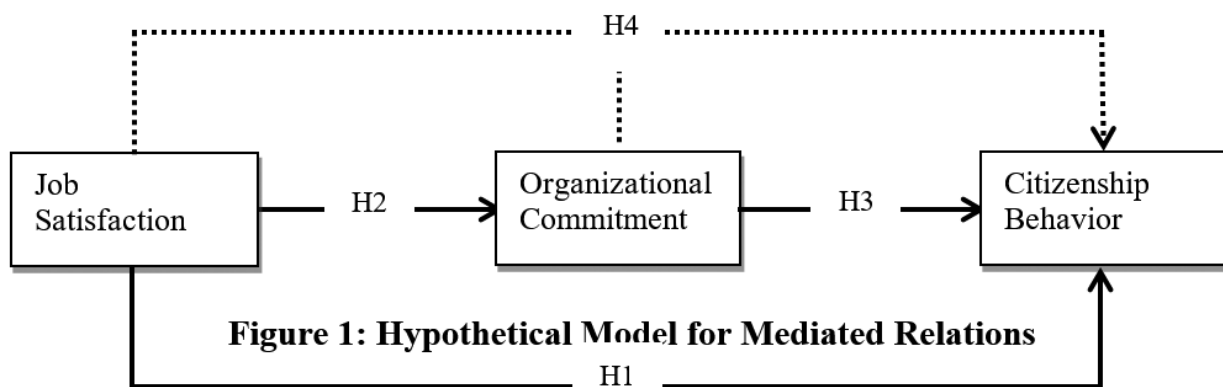 H4
Job
Satisfaction
H2
Organizational
Commitment
H3
Citizenship
Behavior
Figure 1: Hypothetical Model for Mediated Relations
H1